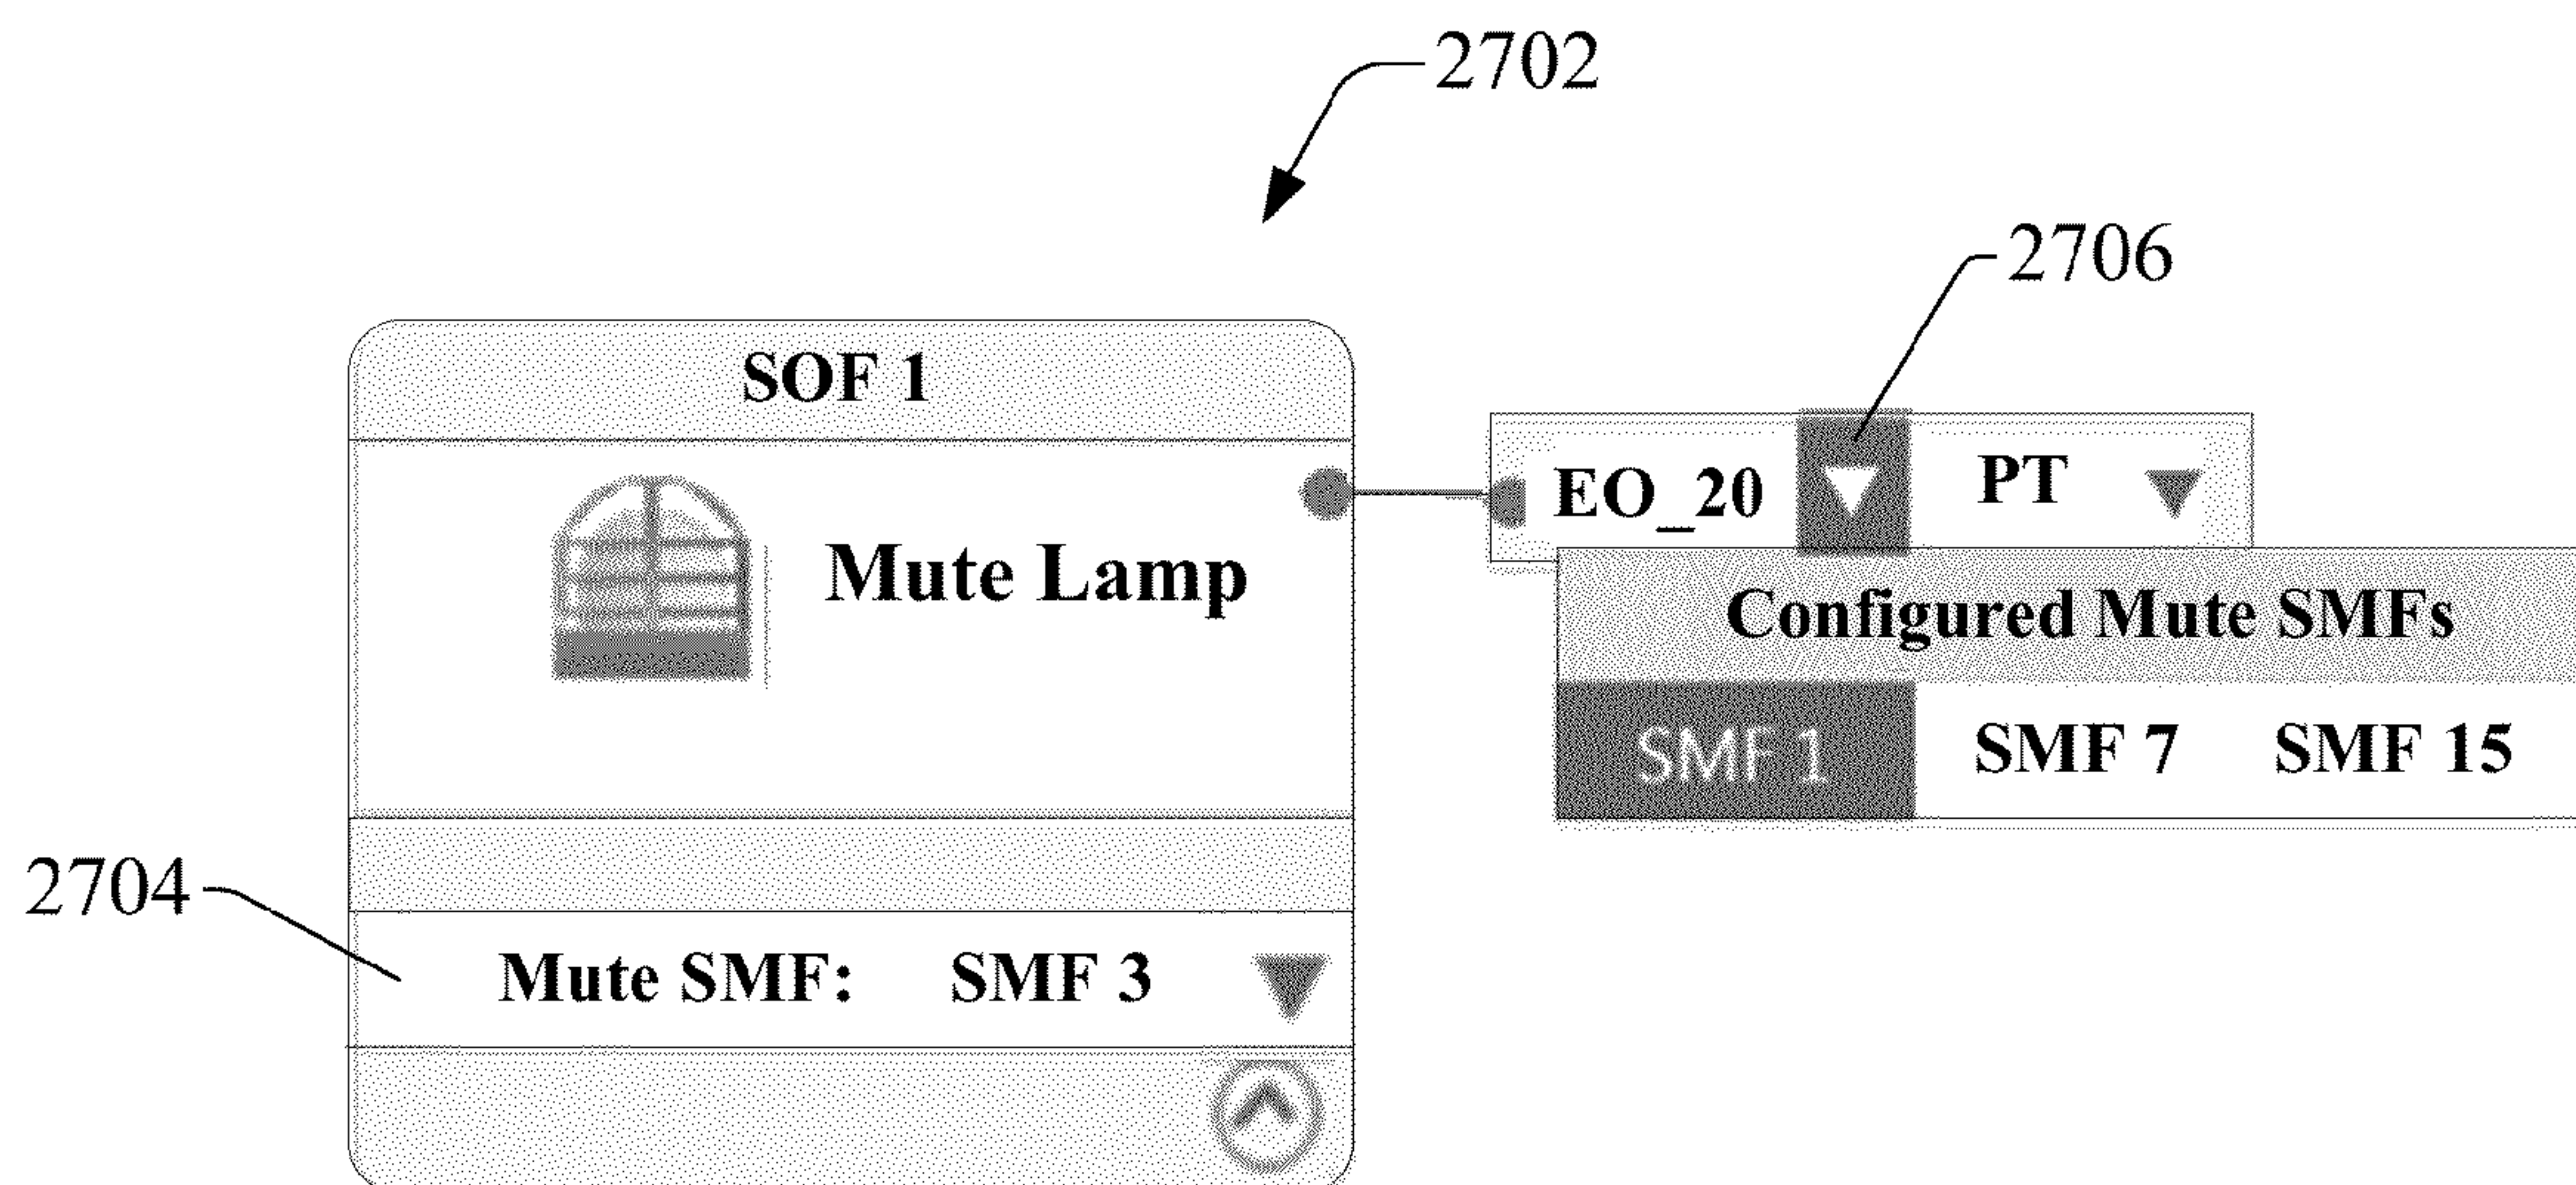 2702
2706
SOF 1
EO_20 PT
Mute Lamp
Configured Mute SMFs
SMF 1 SMF 7 SMF 15
2704
Mute SMF: SMF 3